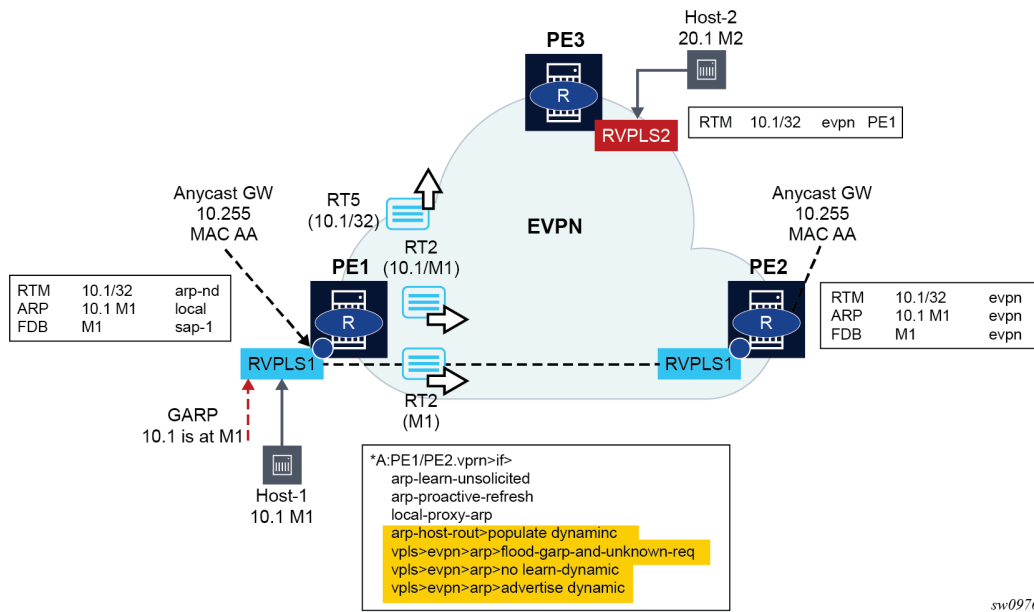 Host-2
20.1 M2
PE3
R
RVPLS2
RTM 10.1/32 evpn PE1
Anycast GW
10.255
MAC AA
RT5
(10.1/32)
EVPN
Anycast GW
10.255
MAC AA
RT2
(10.1/M1)
PE1
PE2
RTM 10.1/32 arp-nd
ARP 10.1 M1 local
FDB M1 sap-1
R
R
RTM 10.1/32 evpn
ARP 10.1 M1 evpn
FDB M1 evpn
RVPLS1
RVPLS1
RT2
(M1)
GARP
10.1 is at M1
Host-1
10.1 M1
*A:PE1/PE2.vprn>if>
arp-learn-unsolicited
arp-proactive-refresh
local-proxy-arp
arp-host-rout>populate dynaminc
vpls>evpn>arp>flood-garp-and-unknown-req
vpls>evpn>arp>no learn-dynamic
vpls>evpn>arp>advertise dynamic